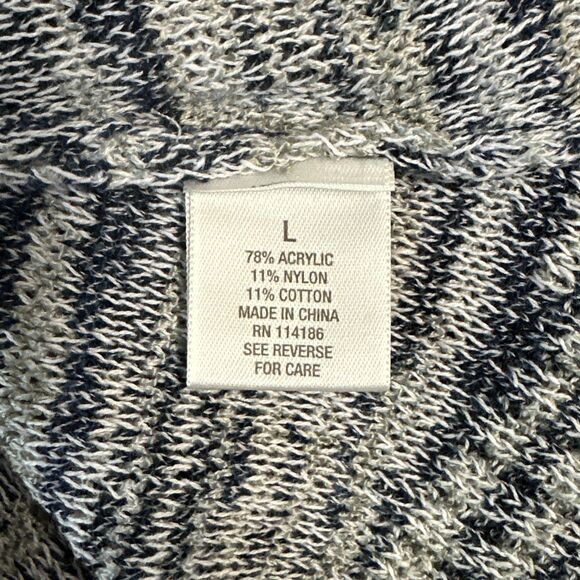 L
78% ACRYLIC
11% NYLON
11% COTTON
MADE IN CHINA
RN 114186
SEE REVERSE
FOR CARE